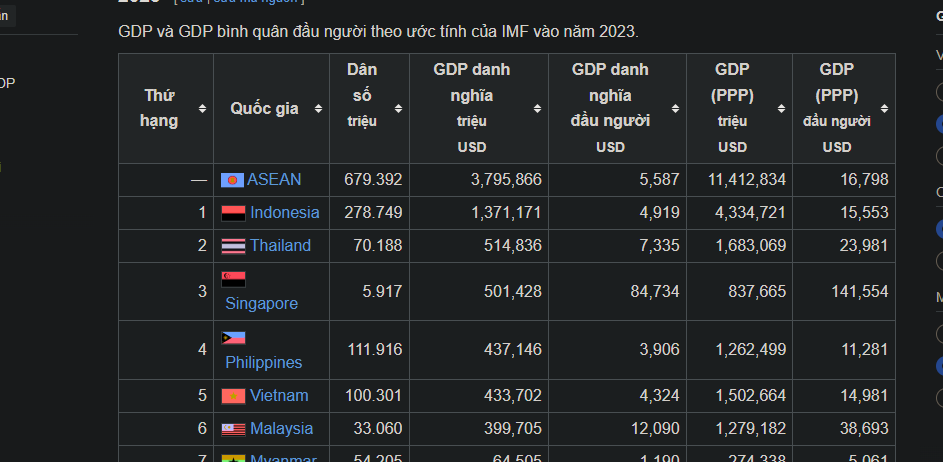 GDP và GDP bình quân đầu người theo ước tính của IMF vào năm 2023.
Thứ hạng Quốc gia Dân số triệu GDP danh nghĩa triệu USD GDP danh nghĩa đầu người USD GDP (PPP) triệu USD GDP (PPP) đầu người USD
— ASEAN 679.392 3,795,866 5,587 11,412,834 16,798
1 Indonesia 278.749 1,371,171 4,919 4,334,721 15,553
2 Thailand 70.188 514,836 7,335 1,683,069 23,981
3 Singapore 5.917 501,428 84,734 837,665 141,554
4 Philippines 111.916 437,146 3,906 1,262,499 11,281
5 Vietnam 100.301 433,702 4,324 1,502,664 14,981
6 Malaysia 33.060 399,705 12,090 1,279,182 38,693
7 Myanmar 54.205 64,505 1,190 274,338 5,061